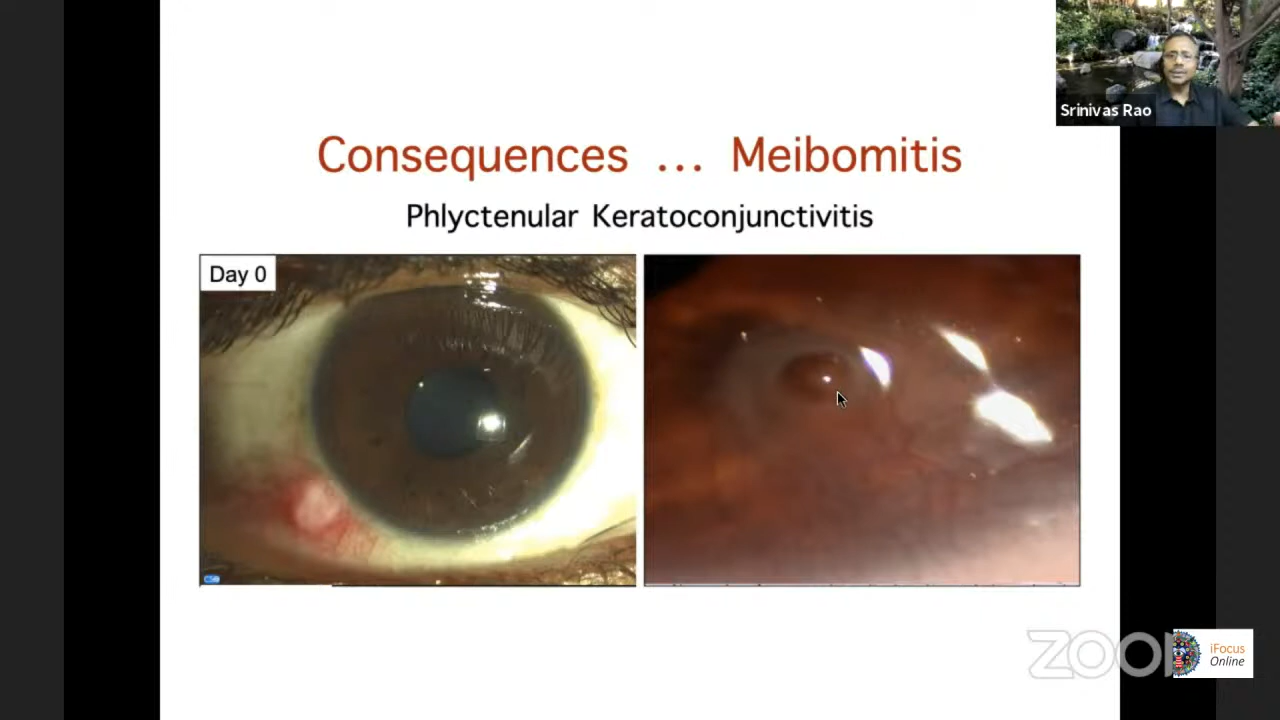 Srinivas Rao
Consequences ... Meibomitis
Phlyctenular Keratoconjunctivitis
Day 0
zoom
iFocus
Online